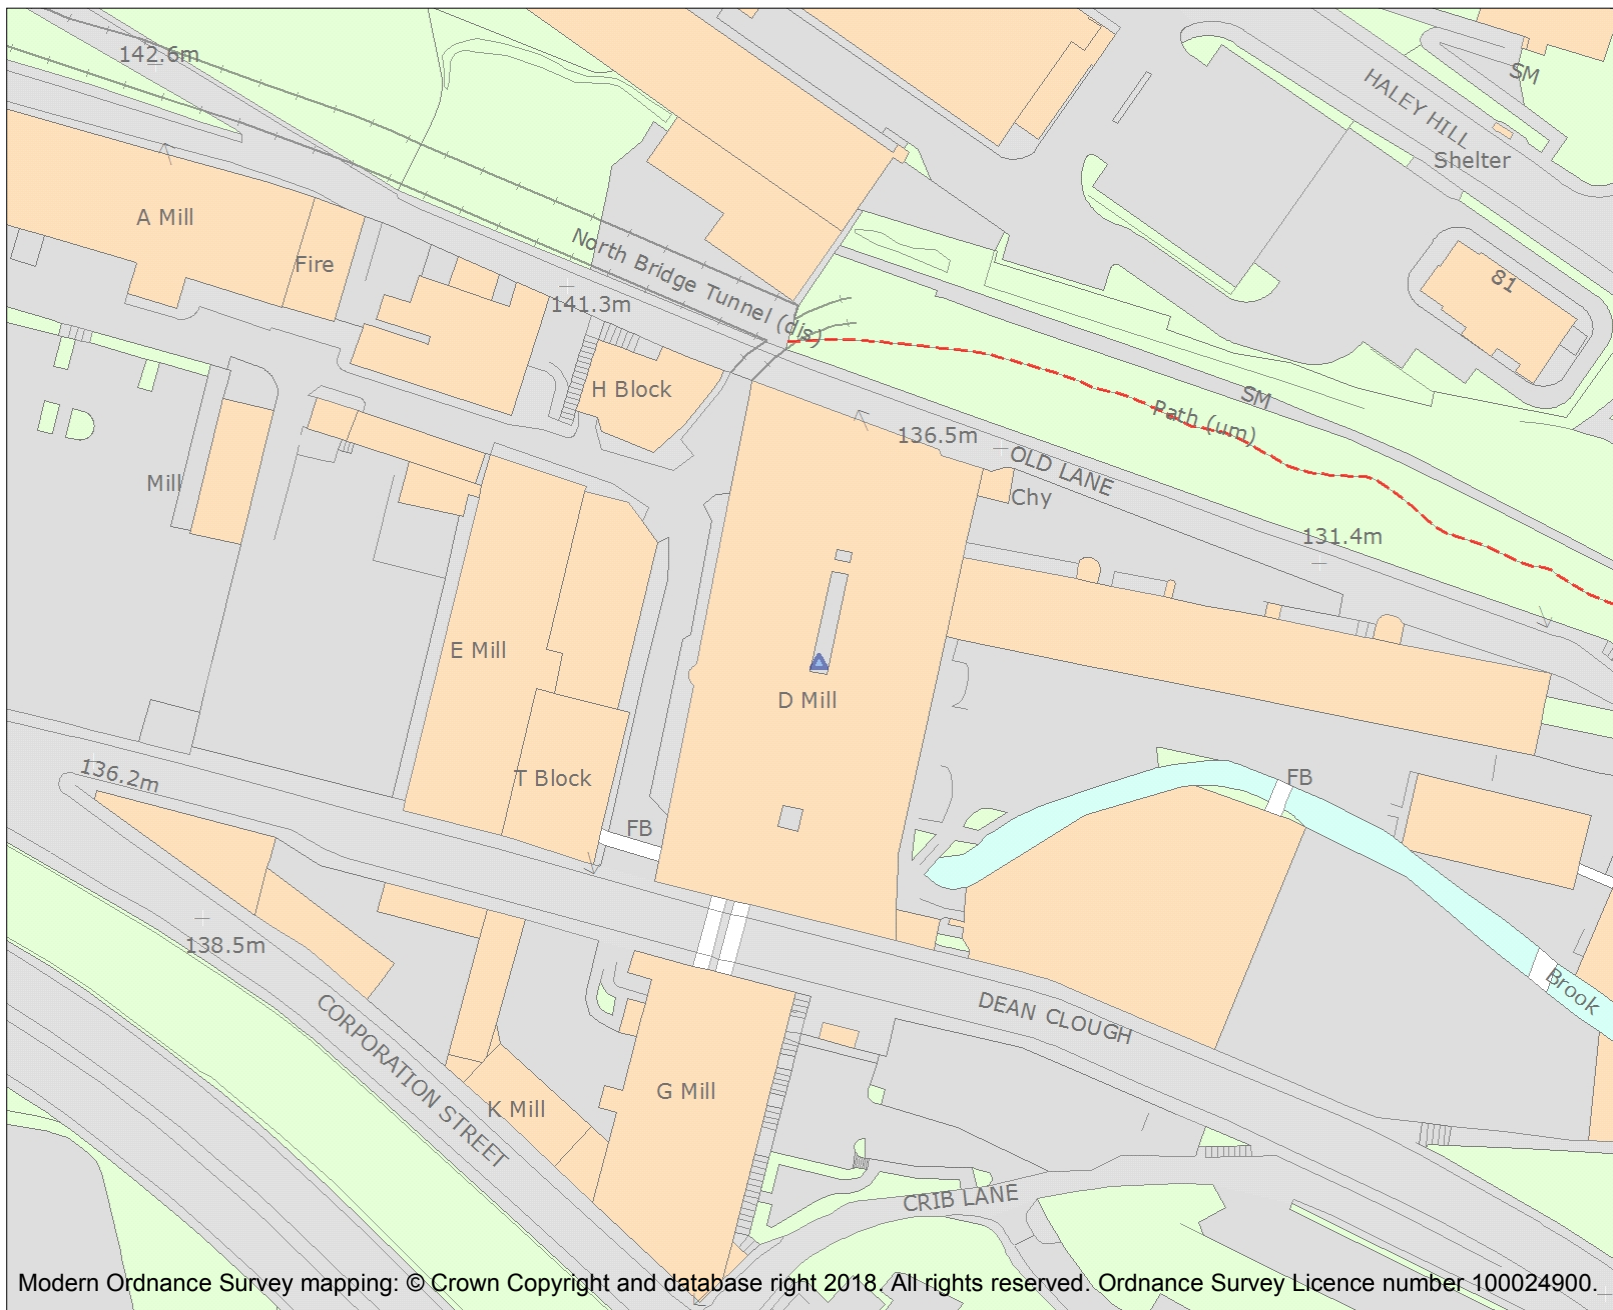 142.6m
SM
HALEY HILL
Shelter
A Mill
Fire
North Bridge Tunnel (dis)
81
141.3m
H Block
SM
Path (um)
136.5m
OLD LANE
Chy
Mill
131.4m
E Mill
D Mill
136.2m
T Block
FB
FB
138.5m
Brook
CORPORATION STREET
DEAN CLOUGH
G Mill
K Mill
CRIB LANE
Modern Ordnance Survey mapping: © Crown Copyright and database right 2018. All rights reserved. Ordnance Survey Licence number 100024900.